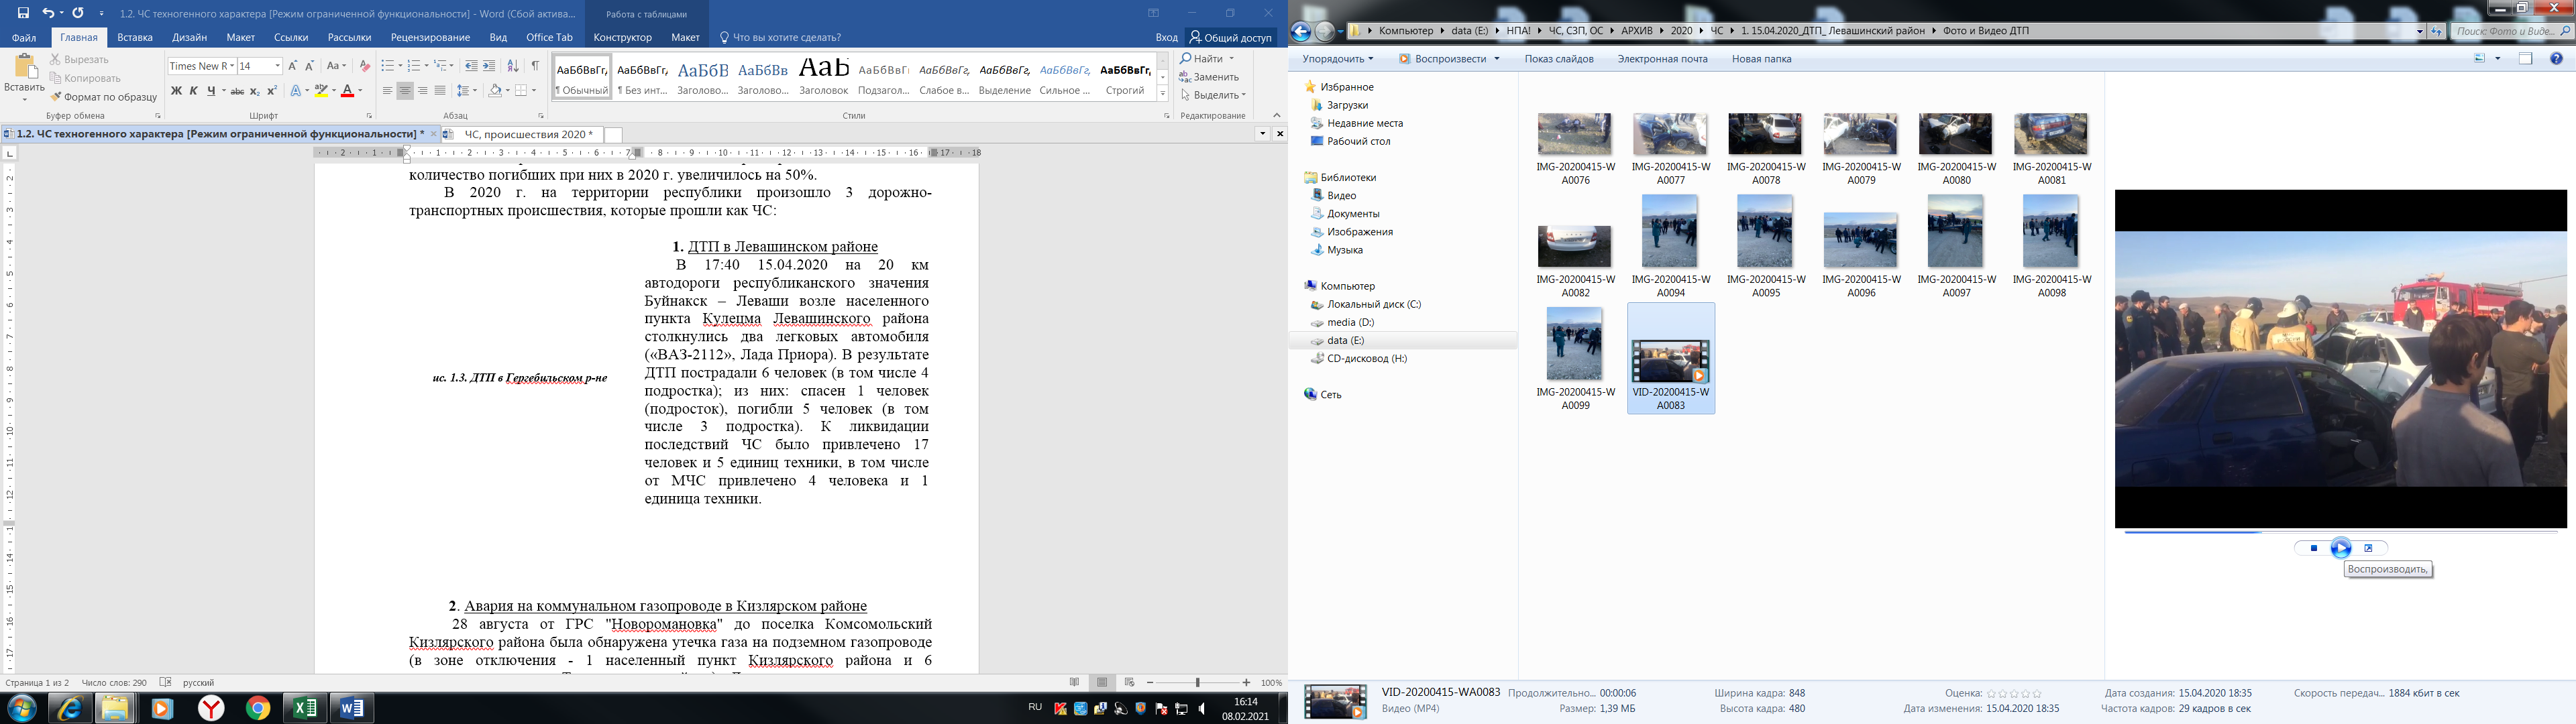 1.2. ЧС техногенного характера [Режим ограниченной функциональности] - Word (Сбой актива...
Работа с таблицами
Файл Главная Вставка Дизайн Макет Ссылки Рассылки Рецензирование Вид Office Tab Конструктор Макет Что вы хотите сделать? Вход Общий доступ
Вставить
Вырезать
Копировать
Формат по образцу
Буфер обмена
Times New R 14
Ж К Ч abc x₂ x²
Шрифт
Абзац
АаБбВвГг, АаБбВвГг, АаБбВ АаБбВв АаБ АаБбВвГг АаБбВвГг, АаБбВвГг, АаБбВвГг, АаБбВвГг,
¶ Обычный ¶ Без инт... Заголово... Заголово... Заголовок Подзагол... Слабое в... Выделение Сильное ... Строгий
Стили
Найти
Заменить
Выделить
Редактирование
1.2. ЧС техногенного характера [Режим ограниченной функциональности] *
ЧС, происшествия 2020 *
количество погибших при них в 2020 г. увеличилось на 50%.
В 2020 г. на территории республики произошло 3 дорожно-
транспортных происшествия, которые прошли как ЧС:
1. ДТП в Левашинском районе
В 17:40 15.04.2020 на 20 км
автодороги республиканского значения
Буйнакск – Леваши возле населенного
пункта Кулецма Левашинского района
столкнулись два легковых автомобиля
(«ВАЗ-2112», Лада Приора). В результате
ДТП пострадали 6 человек (в том числе 4
подростка); из них: спасен 1 человек
(подросток), погибли 5 человек (в том
числе 3 подростка). К ликвидации
последствий ЧС было привлечено 17
человек и 5 единиц техники, в том числе
от МЧС привлечено 4 человека и 1
единица техники.
ис. 1.3. ДТП в Гергебильском р-не
2. Авария на коммунальном газопроводе в Кизлярском районе
28 августа от ГРС "Новоромановка" до поселка Комсомольский
Кизлярского района была обнаружена утечка газа на подземном газопроводе
(в зоне отключения - 1 населенный пункт Кизлярского района и 6
Страница 1 из 2 Число слов: 290 русский 100%
Компьютер data (E:) НПА! ЧС, СЗП, ОС АРХИВ 2020 ЧС 1. 15.04.2020_ДТП_ Левашинский район Фото и Видео ДТП
Поиск: Фото и Виде...
Упорядочить Воспроизвести Показ слайдов Электронная почта Новая папка
Избранное
Загрузки
Недавние места
Рабочий стол
Библиотеки
Видео
Документы
Изображения
Музыка
Компьютер
Локальный диск (C:)
media (D:)
data (E:)
CD-дисковод (H:)
Сеть
IMG-20200415-W IMG-20200415-W IMG-20200415-W IMG-20200415-W IMG-20200415-W IMG-20200415-W
A0076 A0077 A0078 A0079 A0080 A0081
IMG-20200415-W IMG-20200415-W IMG-20200415-W IMG-20200415-W IMG-20200415-W IMG-20200415-W
A0082 A0094 A0095 A0096 A0097 A0098
IMG-20200415-W VID-20200415-W
A0099 A0083
Воспроизводить,
VID-20200415-WA0083 Продолжительно... 00:00:06 Ширина кадра: 848 Оценка: Дата создания: 15.04.2020 18:35 Скорость передач... 1884 кбит в сек
Видео (MP4) Размер: 1,39 МБ Высота кадра: 480 Дата изменения: 15.04.2020 18:35 Частота кадров: 29 кадров в сек
RU
16:14
08.02.2021